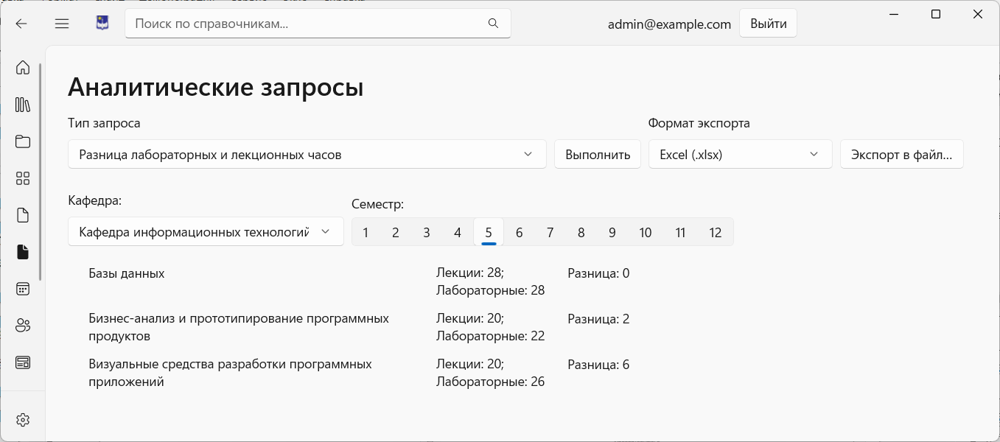 Поиск по справочникам...
admin@example.com
Выйти
Аналитические запросы
Тип запроса
Формат экспорта
Разница лабораторных и лекционных часов
Выполнить
Excel (.xlsx)
Экспорт в файл...
Кафедра:
Семестр:
Кафедра информационных технологий
1 2 3 4 5 6 7 8 9 10 11 12
Базы данных
Лекции: 28;
Лабораторные: 28
Разница: 0
Бизнес-анализ и прототипирование программных
продуктов
Лекции: 20;
Лабораторные: 22
Разница: 2
Визуальные средства разработки программных
приложений
Лекции: 20;
Лабораторные: 26
Разница: 6